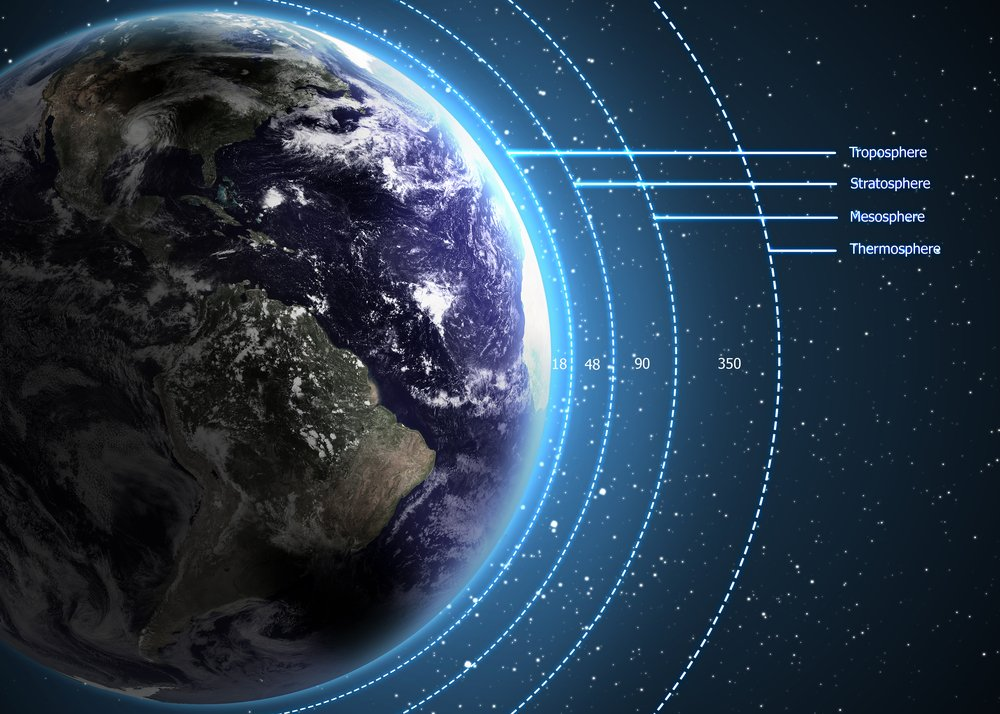 Troposphere
Stratosphere
Mesosphere
Thermosphere
18 48 90 350